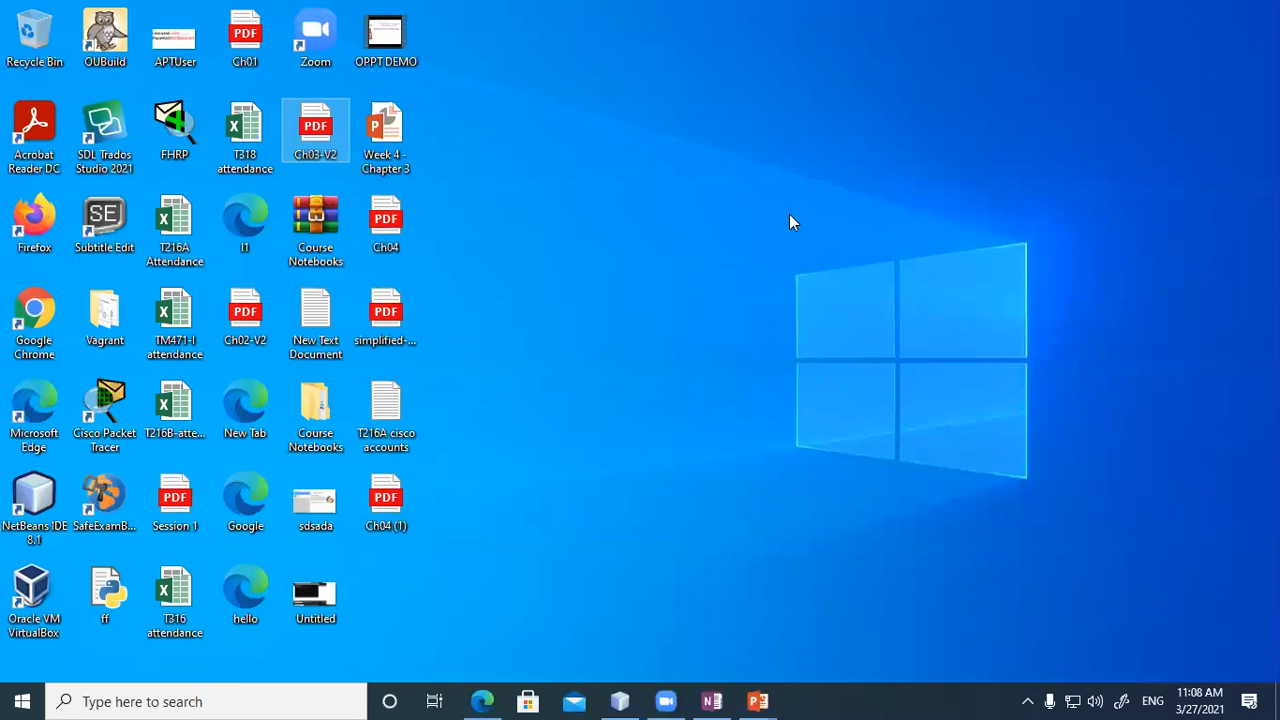 Recycle Bin
OUBuild
APTUser
Ch01
Zoom
OPPT DEMO
Acrobat
Reader DC
SDL Trados
Studio 2021
FHRP
T318
attendance
PDF
Ch03-V2
Week 4 -
Chapter 3
Firefox
Subtitle Edit
T216A
Attendance
l1
Course
Notebooks
PDF
Ch04
Google
Chrome
Vagrant
TM471-I
attendance
PDF
Ch02-V2
New Text
Document
PDF
simplified-...
Microsoft
Edge
Cisco Packet
Tracer
T216B-atte...
New Tab
Course
Notebooks
T216A cisco
accounts
NetBeans IDE
8.1
SafeExamB...
PDF
Session 1
Google
sdsada
PDF
Ch04 (1)
Oracle VM
VirtualBox
ff
T316
attendance
hello
Untitled
Type here to search
ENG
11:08 AM
3/27/2021